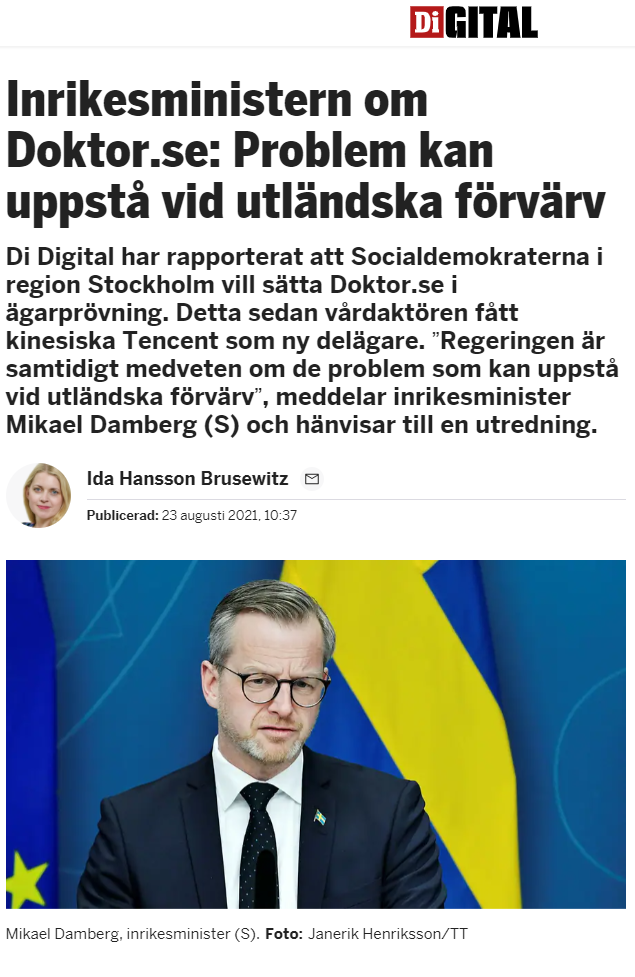 DiGITAL
Inrikesministern om
Doktor.se: Problem kan
uppstå vid utländska förvärv
Di Digital har rapporterat att Socialdemokraterna i
region Stockholm vill sätta Doktor.se i
ägarprövning. Detta sedan vårdaktören fått
kinesiska Tencent som ny delägare. ”Regeringen är
samtidigt medveten om de problem som kan uppstå
vid utländska förvärv”, meddelar inrikesminister
Mikael Damberg (S) och hänvisar till en utredning.
Ida Hansson Brusewitz
Publicerad: 23 augusti 2021, 10:37
Mikael Damberg, inrikesminister (S). Foto: Janerik Henriksson/TT